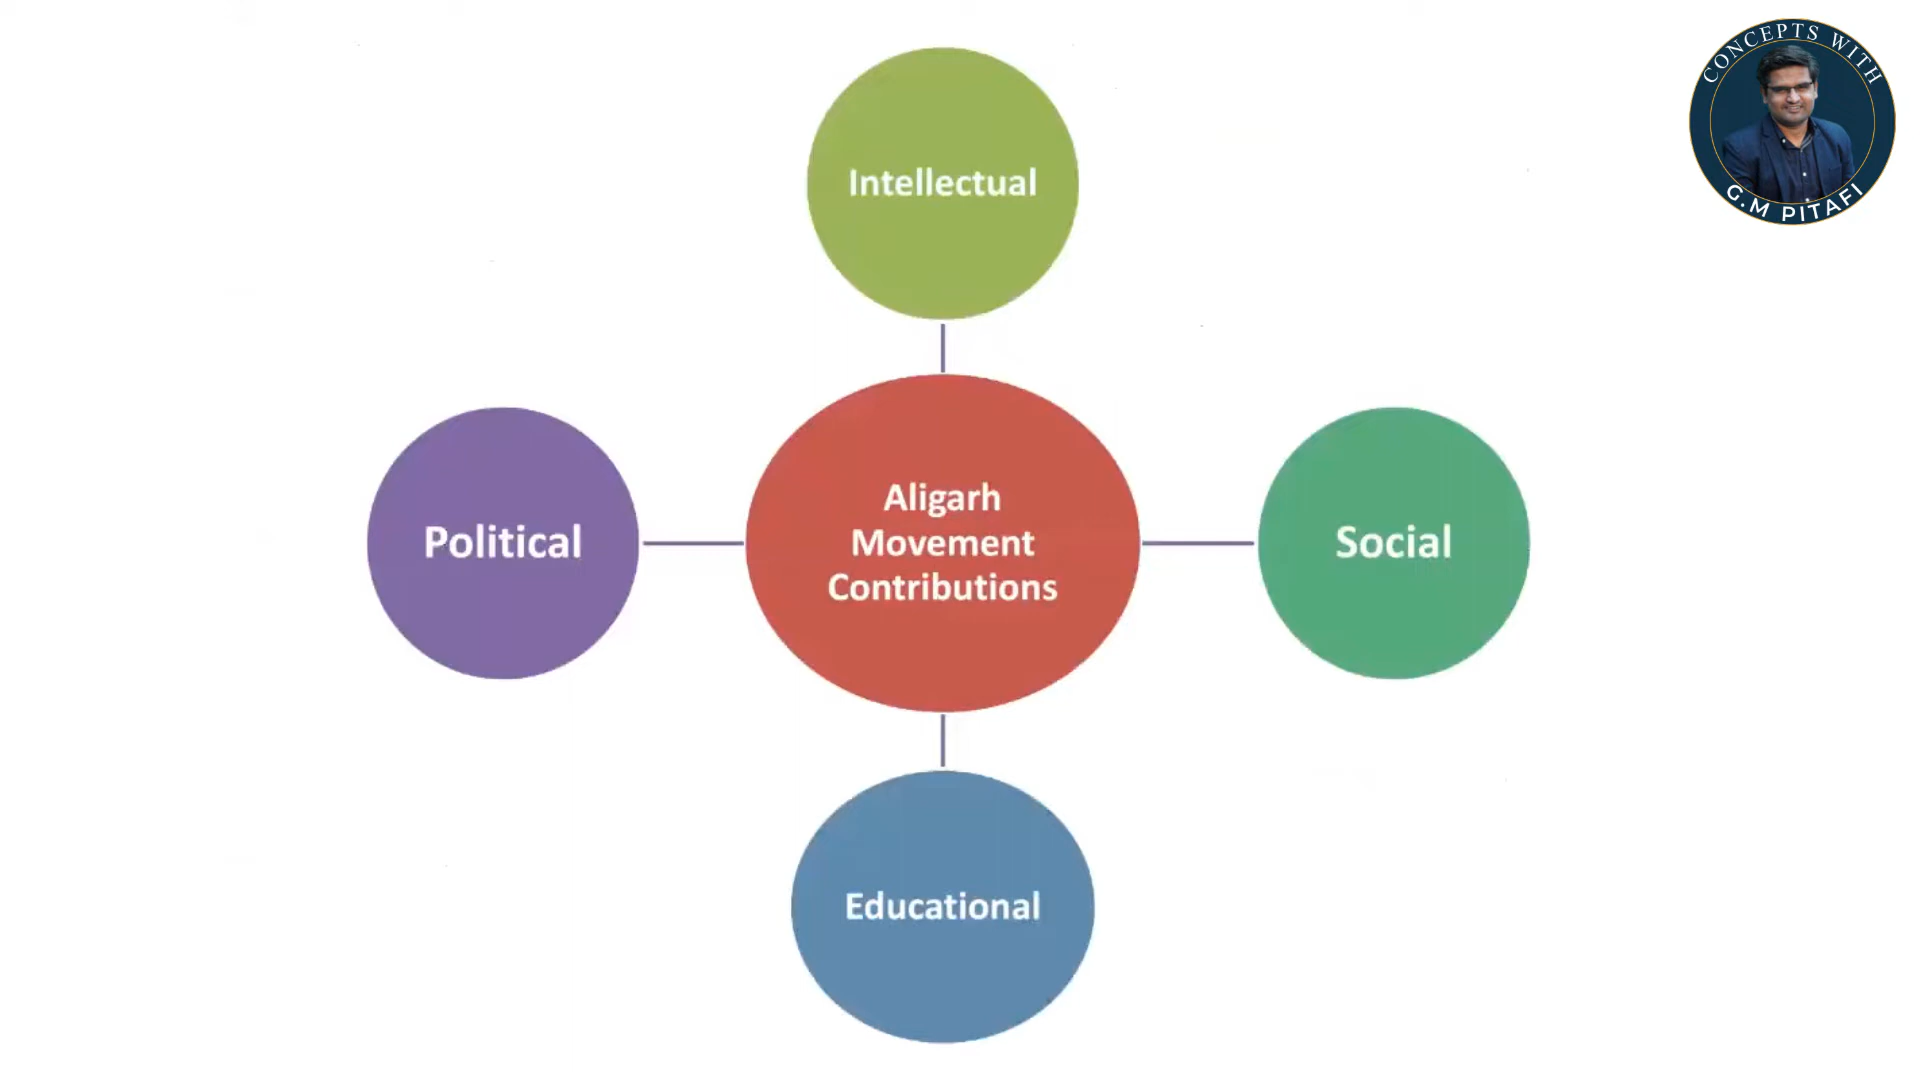 CONCEPTS WITH
G.M PITAFI
Intellectual
Political
Aligarh
Movement
Contributions
Social
Educational